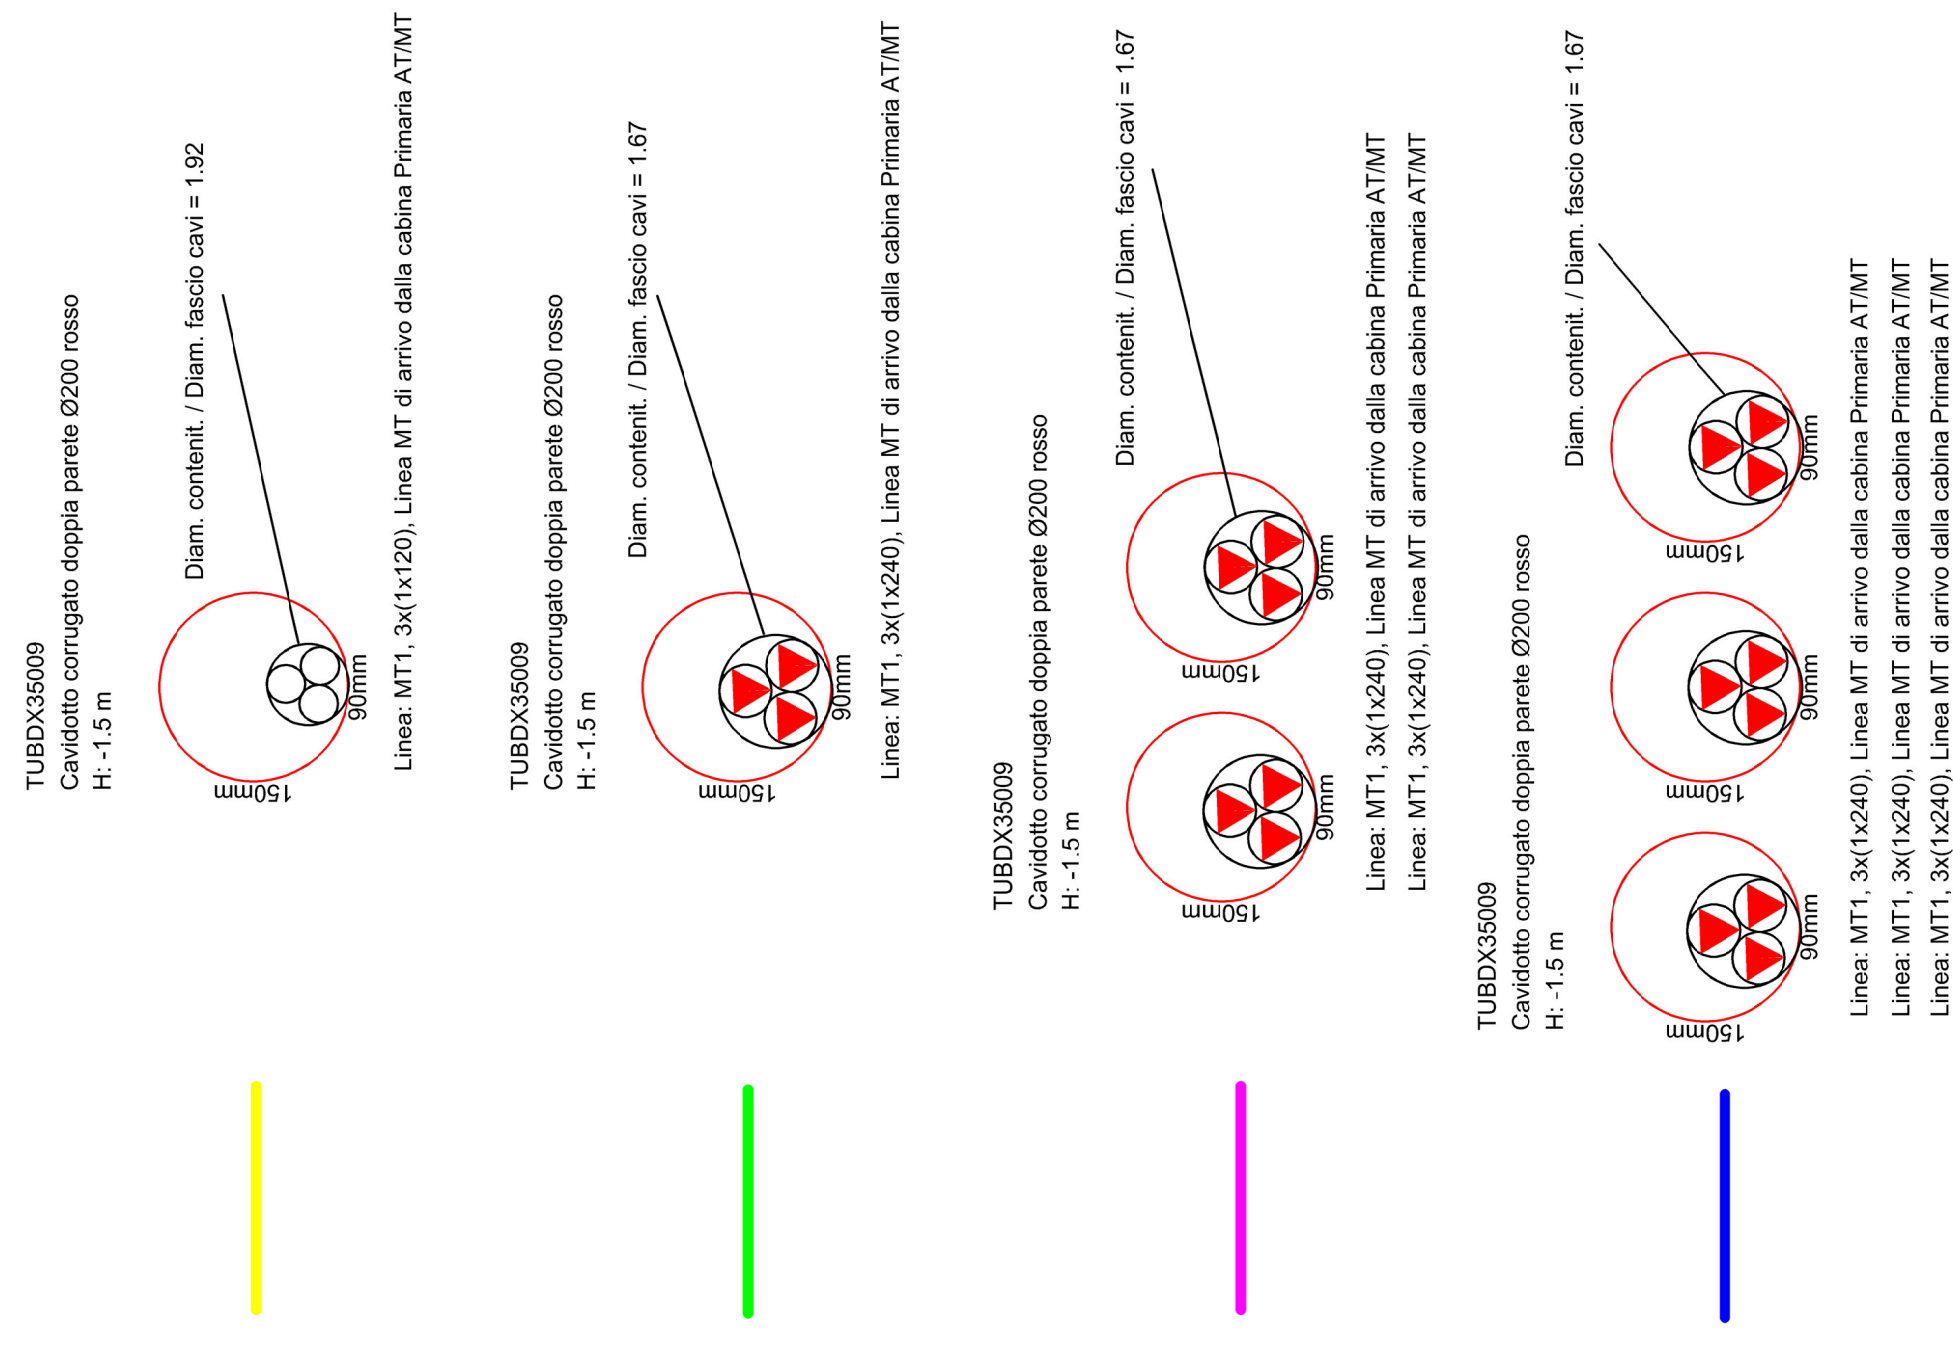 TUBDX35009
Cavidotto corrugato doppia parete Ø200 rosso
H: -1.5 m
Diam. contenit. / Diam. fascio cavi = 1.92
150mm
90mm
Linea: MT1, 3x(1x120), Linea MT di arrivo dalla cabina Primaria AT/MT
TUBDX35009
Cavidotto corrugato doppia parete Ø200 rosso
H: -1.5 m
Diam. contenit. / Diam. fascio cavi = 1.67
150mm
90mm
Linea: MT1, 3x(1x240), Linea MT di arrivo dalla cabina Primaria AT/MT
TUBDX35009
Cavidotto corrugato doppia parete Ø200 rosso
H: -1.5 m
Diam. contenit. / Diam. fascio cavi = 1.67
150mm
150mm
90mm
90mm
Linea: MT1, 3x(1x240), Linea MT di arrivo dalla cabina Primaria AT/MT
Linea: MT1, 3x(1x240), Linea MT di arrivo dalla cabina Primaria AT/MT
TUBDX35009
Cavidotto corrugato doppia parete Ø200 rosso
H: -1.5 m
Diam. contenit. / Diam. fascio cavi = 1.67
150mm
150mm
150mm
90mm
90mm
90mm
Linea: MT1, 3x(1x240), Linea MT di arrivo dalla cabina Primaria AT/MT
Linea: MT1, 3x(1x240), Linea MT di arrivo dalla cabina Primaria AT/MT
Linea: MT1, 3x(1x240), Linea MT di arrivo dalla cabina Primaria AT/MT